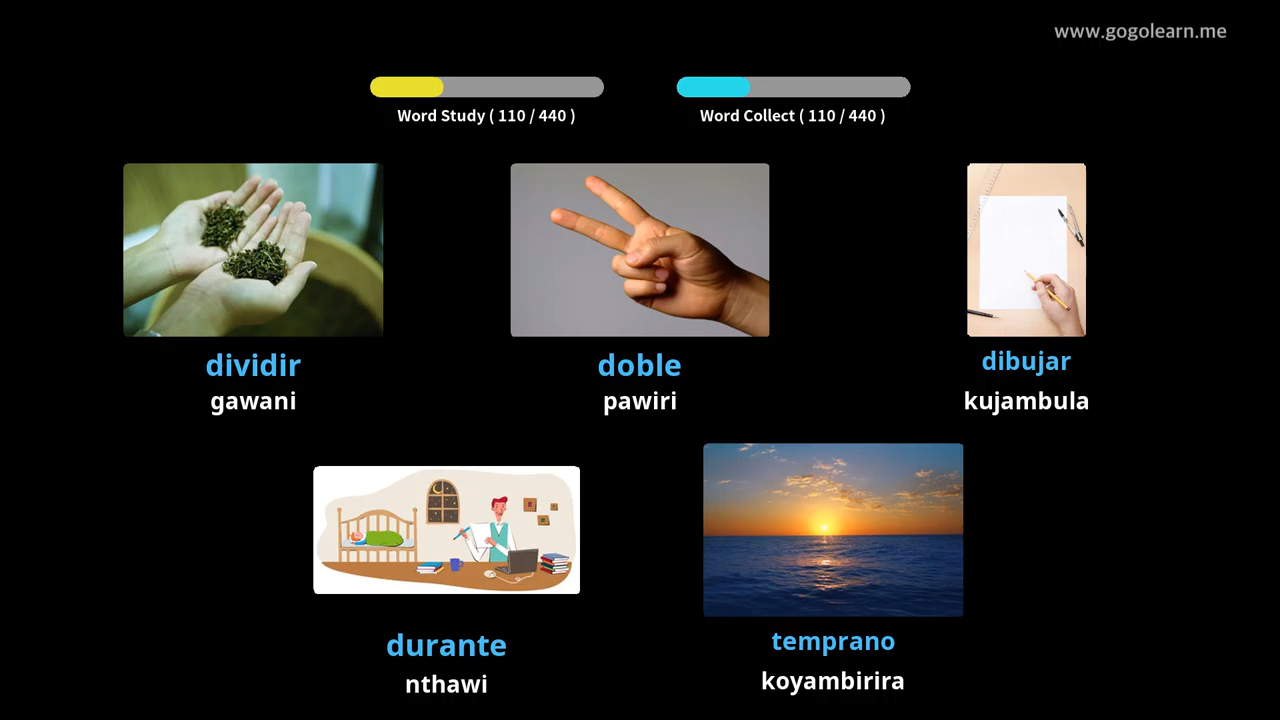 www.gogolearn.me
Word Study ( 110 / 440 )
Word Collect ( 110 / 440 )
dividir
gawani
doble
pawiri
dibujar
kujambula
durante
nthawi
temprano
koyambirira